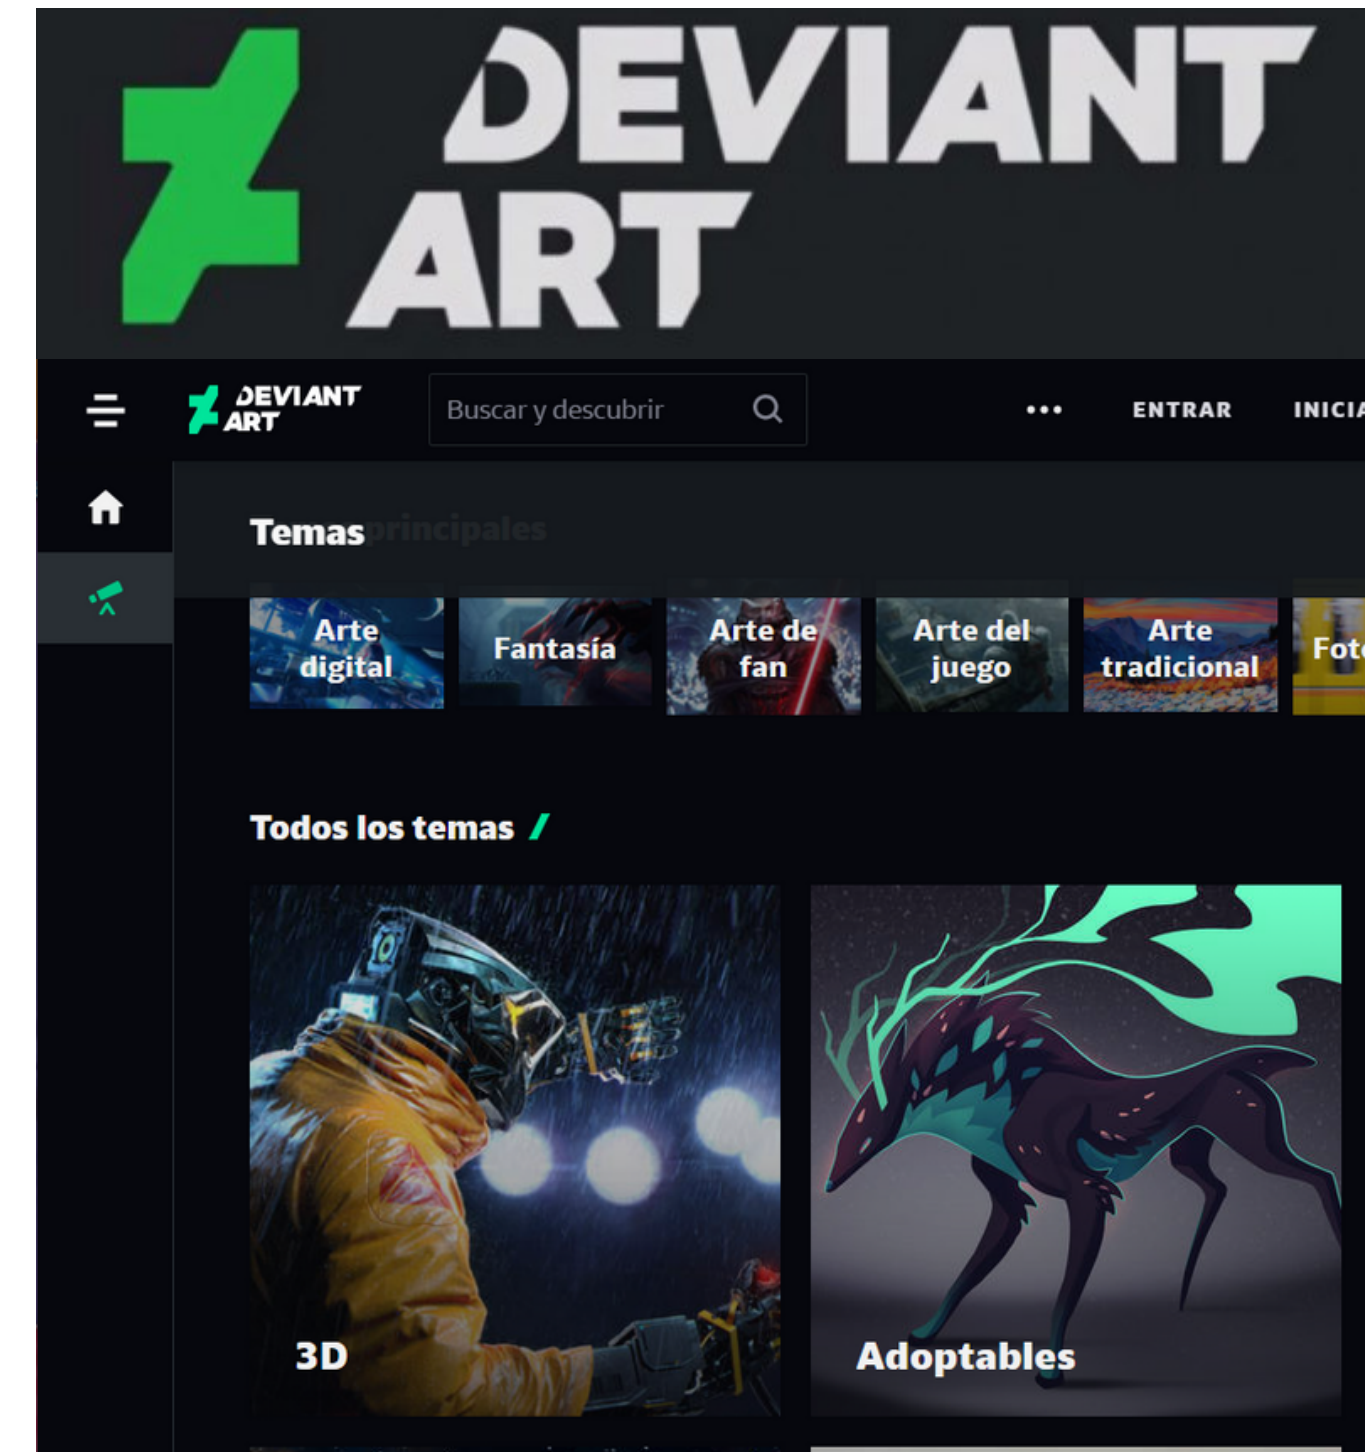 DEVIANT
ART
DEVIANT
ART
Buscar y descubrir
ENTRAR
Temas principales
Arte
digital
Fantasía
Arte de
fan
Arte del
juego
Arte
tradicional
Todos los temas
3D
Adoptables